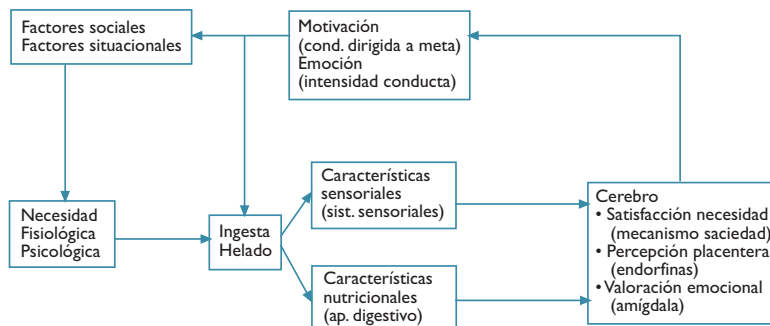 Factores sociales
Factores situacionales
Motivación
(cond. dirigida a meta)
Emoción
(intensidad conducta)
Necesidad
Fisiológica
Psicológica
Ingesta
Helado
Características
sensoriales
(sist. sensoriales)
Características
nutricionales
(ap. digestivo)
Cerebro
• Satisfacción necesidad
(mecanismo saciedad)
• Percepción placentera
(endorfinas)
• Valoración emocional
(amígdala)